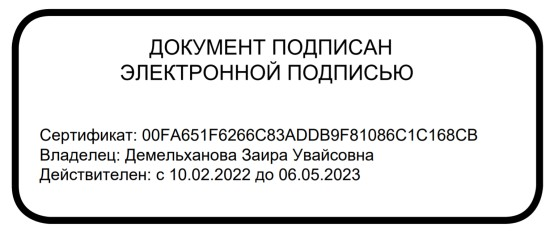 ДОКУМЕНТ ПОДПИСАН
ЭЛЕКТРОННОЙ ПОДПИСЬЮ
Сертификат: 00FA651F6266C83ADDB9F81086C1C168CB
Владелец: Демельханова Заира Увайсовна
Действителен: с 10.02.2022 до 06.05.2023